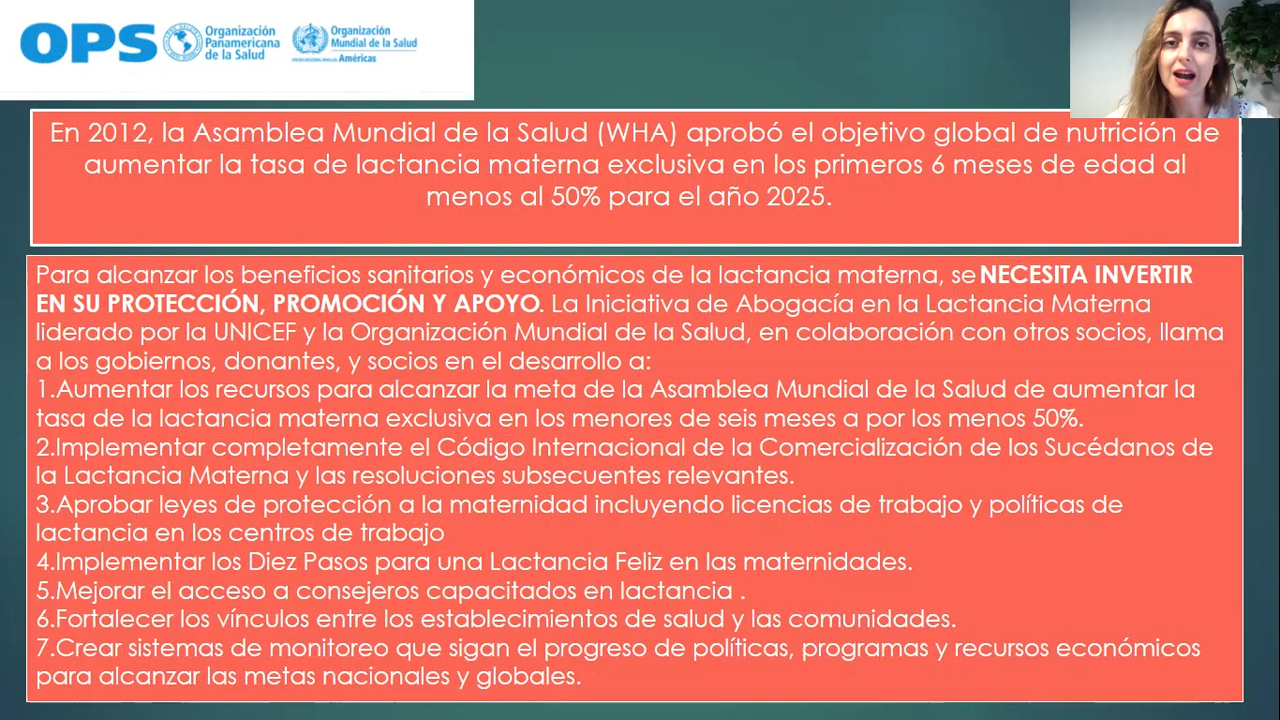 OPS
Organización
Panamericana
de la Salud
Organización
Mundial de la Salud
Américas
En 2012, la Asamblea Mundial de la Salud (WHA) aprobó el objetivo global de nutrición de
aumentar la tasa de lactancia materna exclusiva en los primeros 6 meses de edad al
menos al 50% para el año 2025.
Para alcanzar los beneficios sanitarios y económicos de la lactancia materna, se NECESITA INVERTIR
EN SU PROTECCIÓN, PROMOCIÓN Y APOYO. La Iniciativa de Abogacía en la Lactancia Materna
liderado por la UNICEF y la Organización Mundial de la Salud, en colaboración con otros socios, llama
a los gobiernos, donantes, y socios en el desarrollo a:
1.Aumentar los recursos para alcanzar la meta de la Asamblea Mundial de la Salud de aumentar la
tasa de la lactancia materna exclusiva en los menores de seis meses a por los menos 50%.
2.Implementar completamente el Código Internacional de la Comercialización de los Sucédanos de
la Lactancia Materna y las resoluciones subsecuentes relevantes.
3.Aprobar leyes de protección a la maternidad incluyendo licencias de trabajo y políticas de
lactancia en los centros de trabajo
4.Implementar los Diez Pasos para una Lactancia Feliz en las maternidades.
5.Mejorar el acceso a consejeros capacitados en lactancia .
6.Fortalecer los vínculos entre los establecimientos de salud y las comunidades.
7.Crear sistemas de monitoreo que sigan el progreso de políticas, programas y recursos económicos
para alcanzar las metas nacionales y globales.